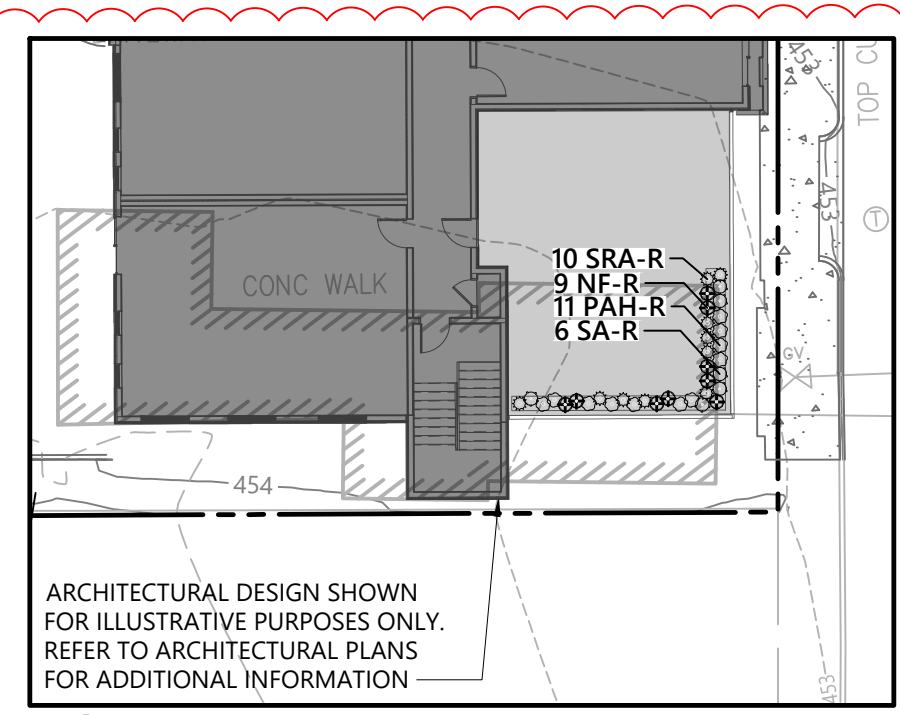 453
TOP CU
453
T
10 SRA-R
9 NF-R
11 PAH-R
6 SA-R
CONC WALK
GV
454
ARCHITECTURAL DESIGN SHOWN
FOR ILLUSTRATIVE PURPOSES ONLY.
REFER TO ARCHITECTURAL PLANS
FOR ADDITIONAL INFORMATION
453